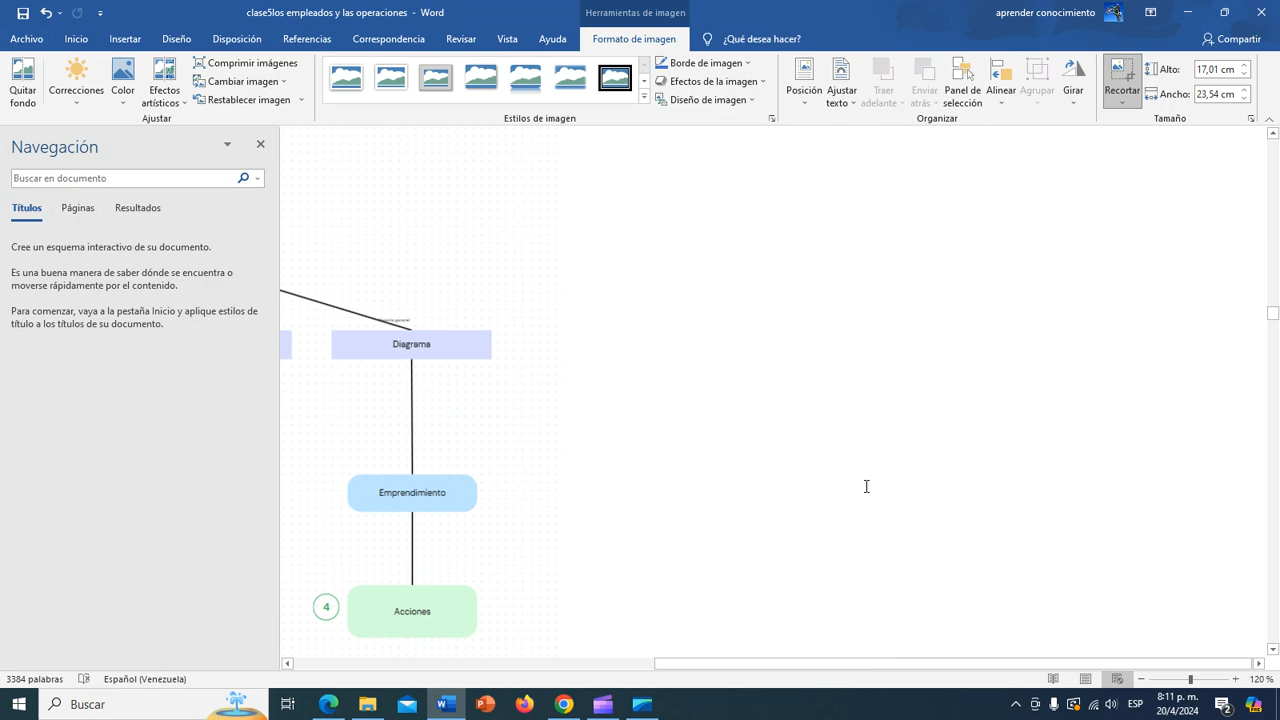 clase5los empleados y las operaciones - Word
Herramientas de imagen
aprender conocimiento
Archivo
Inicio
Insertar
Diseño
Disposición
Referencias
Correspondencia
Revisar
Vista
Ayuda
Formato de imagen
¿Qué desea hacer?
Compartir
Quitar fondo
Correcciones
Color
Efectos artísticos
Comprimir imágenes
Cambiar imagen
Restablecer imagen
Ajustar
Borde de imagen
Efectos de la imagen
Diseño de imagen
Estilos de imagen
Posición
Ajustar texto
Traer adelante
Enviar atrás
Panel de selección
Alinear
Agrupar
Girar
Organizar
Recortar
Alto: 17,01 cm
Ancho: 23,54 cm
Tamaño
Navegación
Buscar en documento
Títulos
Páginas
Resultados
Cree un esquema interactivo de su documento.
Es una buena manera de saber dónde se encuentra o
moverse rápidamente por el contenido.
Para comenzar, vaya a la pestaña Inicio y aplique estilos de
título a los títulos de su documento.
general
Diagrama
Emprendimiento
4
Acciones
3384 palabras
Español (Venezuela)
120 %
Buscar
ESP
8:11 p. m.
20/4/2024
2